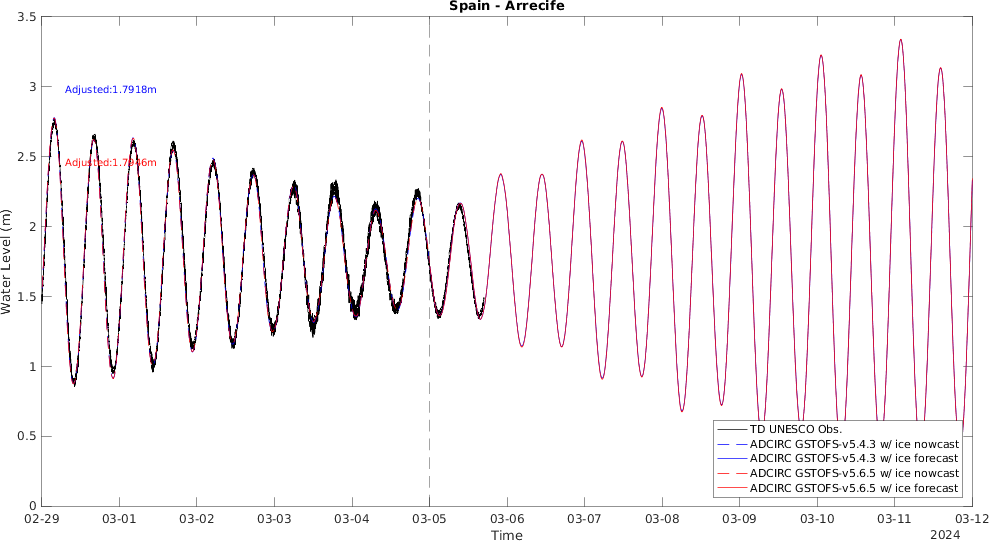 Spain - Arrecife
3.5
3
2.5
2
1.5
1
0.5
0
Water Level (m)
Adjusted:1.7918m
Adjusted:1.7946m
TD UNESCO Obs.
ADCIRC GSTOFS-v5.4.3 w/ ice nowcast
ADCIRC GSTOFS-v5.4.3 w/ ice forecast
ADCIRC GSTOFS-v5.6.5 w/ ice nowcast
ADCIRC GSTOFS-v5.6.5 w/ ice forecast
02-29 03-01 03-02 03-03 03-04 03-05 03-06 03-07 03-08 03-09 03-10 03-11 03-12
Time
2024